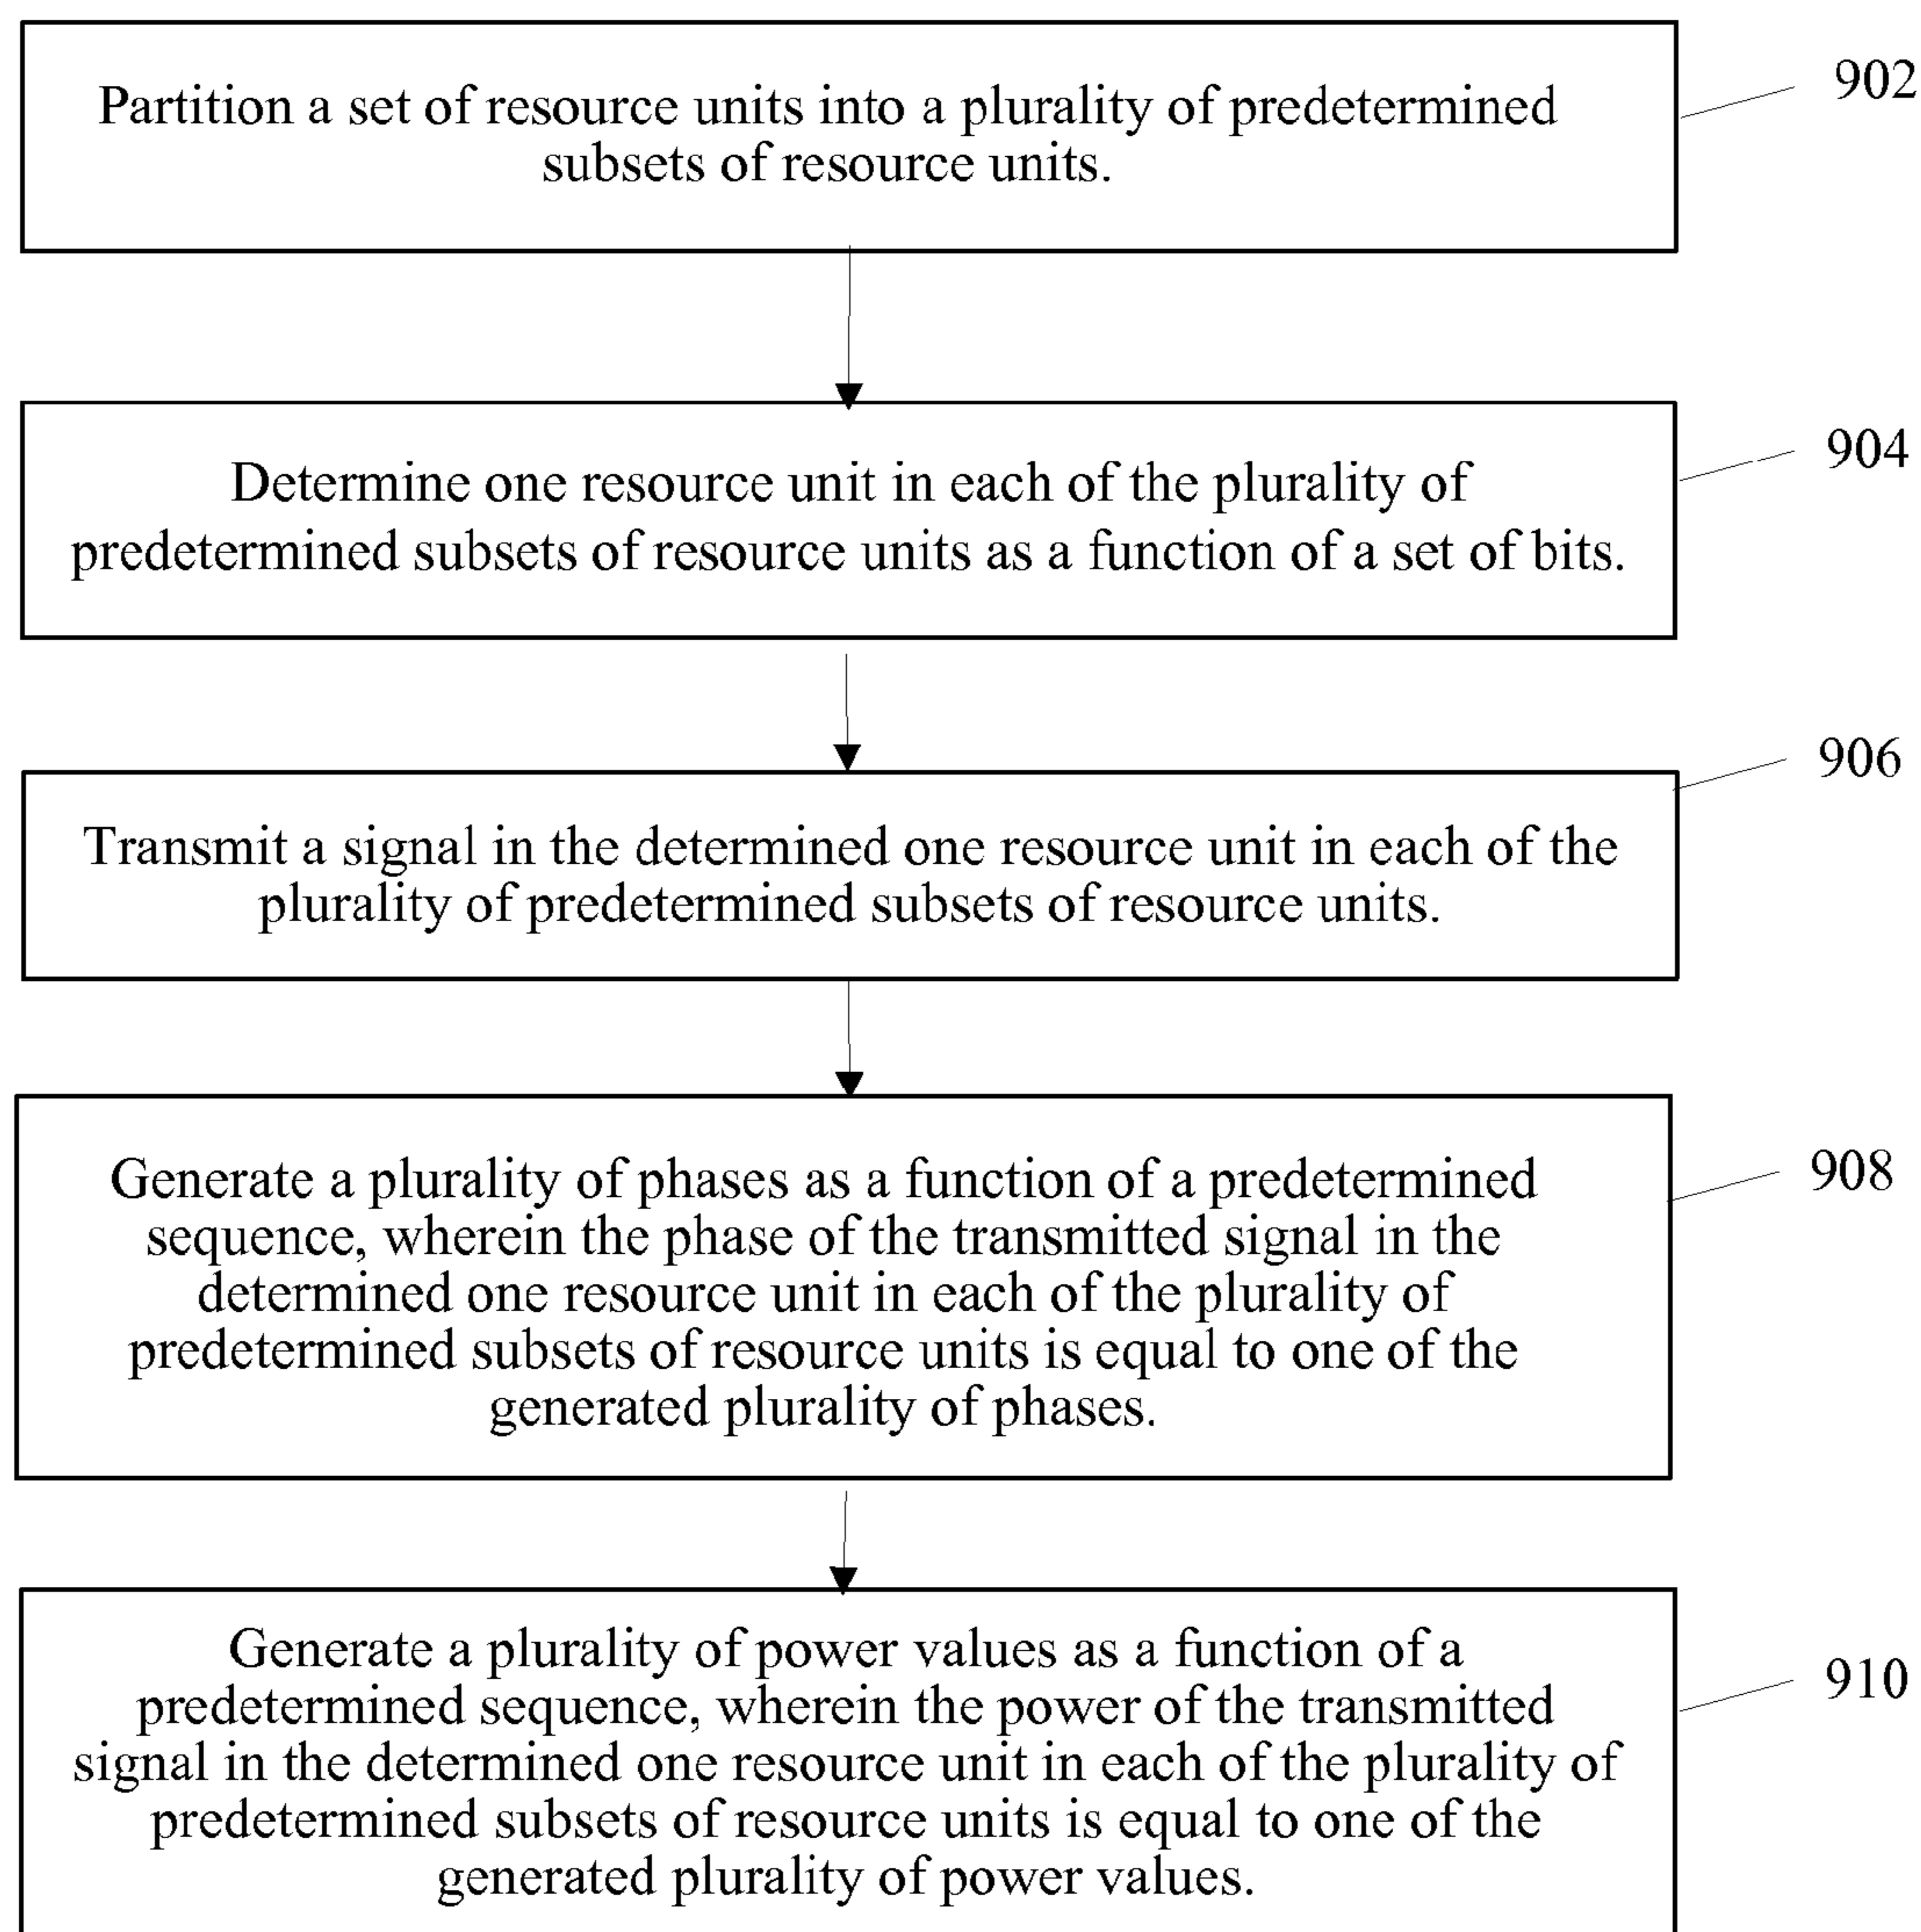 Partition a set of resource units into a plurality of predetermined
subsets of resource units.
902
Determine one resource unit in each of the plurality of
predetermined subsets of resource units as a function of a set of bits.
904
Transmit a signal in the determined one resource unit in each of the
plurality of predetermined subsets of resource units.
906
Generate a plurality of phases as a function of a predetermined
sequence, wherein the phase of the transmitted signal in the
determined one resource unit in each of the plurality of
predetermined subsets of resource units is equal to one of the
generated plurality of phases.
908
Generate a plurality of power values as a function of a
predetermined sequence, wherein the power of the transmitted
signal in the determined one resource unit in each of the plurality of
predetermined subsets of resource units is equal to one of the
generated plurality of power values.
910